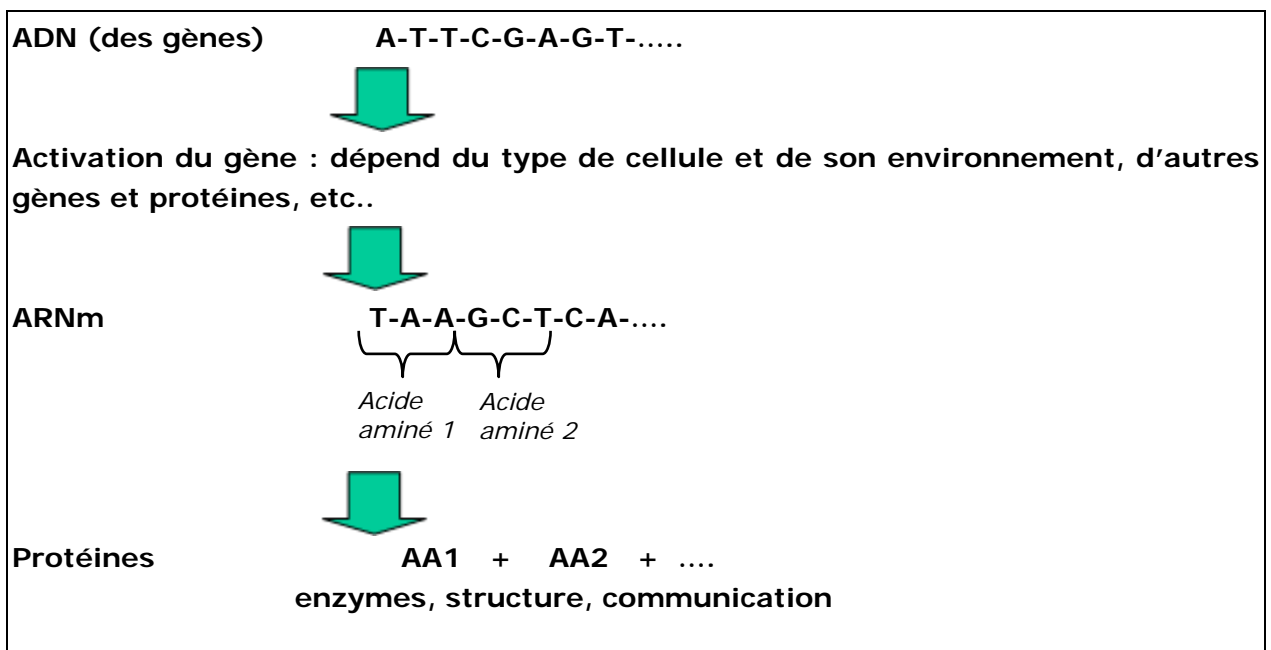 ADN (des gènes) A-T-T-C-G-A-G-T-.....
Activation du gène : dépend du type de cellule et de son environnement, d'autres
gènes et protéines, etc..
ARNm T-A-A-G-C-T-C-A-....
Acide Acide
aminé 1 aminé 2
Protéines AA1 + AA2 + ....
enzymes, structure, communication